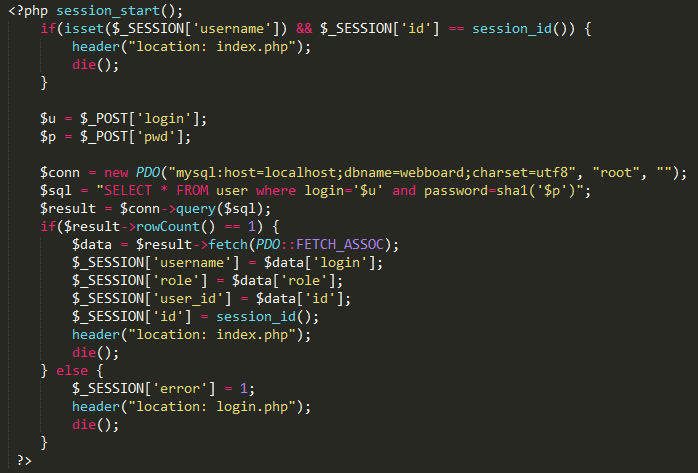 <?php session_start();
    if(isset($_SESSION['username']) && $_SESSION['id'] == session_id()) {
        header("location: index.php");
        die();
    }

    $u = $_POST['login'];
    $p = $_POST['pwd'];

    $conn = new PDO("mysql:host=localhost;dbname=webboard;charset=utf8", "root", "");
    $sql = "SELECT * FROM user where login='$u' and password=sha1('$p')";
    $result = $conn->query($sql);
    if($result->rowCount() == 1) {
        $data = $result->fetch(PDO::FETCH_ASSOC);
        $_SESSION['username'] = $data['login'];
        $_SESSION['role'] = $data['role'];
        $_SESSION['user_id'] = $data['id'];
        $_SESSION['id'] = session_id();
        header("location: index.php");
        die();
    } else {
        $_SESSION['error'] = 1;
        header("location: login.php");
        die();
    }
 ?>